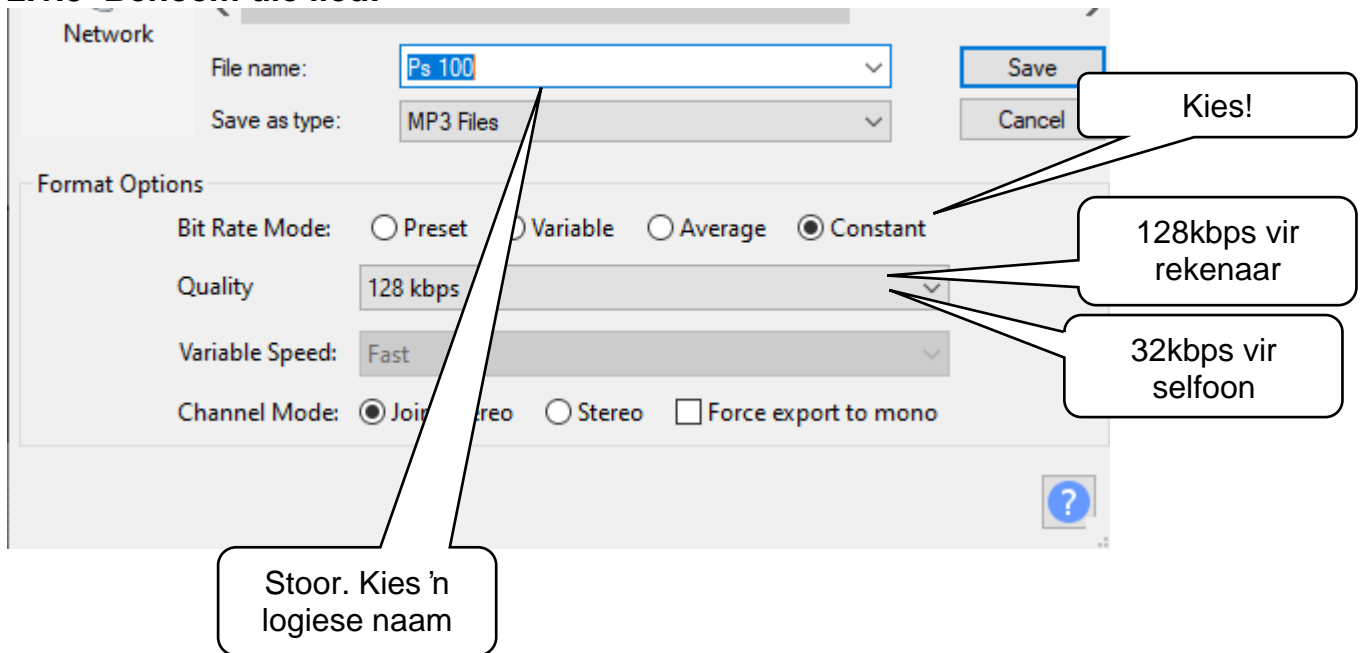 Network
File name: Ps 100 Save
Save as type: MP3 Files Cancel
Kies!
Format Options
Bit Rate Mode: Preset Variable Average Constant
128kbps vir
rekenaar
Quality 128 kbps
32kbps vir
selfoon
Variable Speed: Fast
Channel Mode: Stereo Force export to mono
?
Stoor. Kies 'n
logiese naam